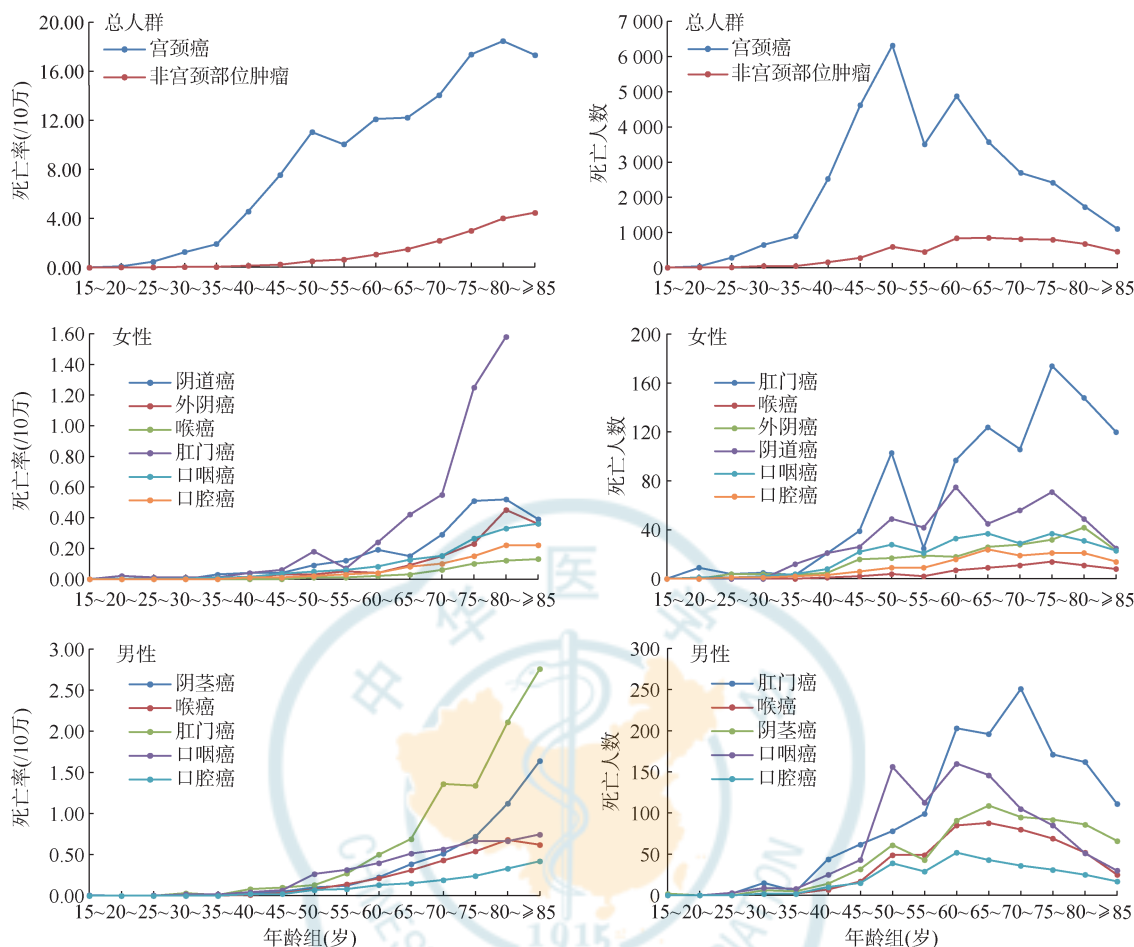 总人群
宫颈癌
非宫颈部位肿瘤
死亡率(/10万)
20.00
16.00
12.00
8.00
4.00
0.00
15~20~25~30~35~40~45~50~55~60~65~70~75~80~≥85
总人群
宫颈癌
非宫颈部位肿瘤
死亡人数
7 000
6 000
5 000
4 000
3 000
2 000
1 000
0
15~20~25~30~35~40~45~50~55~60~65~70~75~80~≥85
女性
阴道癌
外阴癌
喉癌
肛门癌
口咽癌
口腔癌
死亡率(/10万)
1.60
1.40
1.20
1.00
0.80
0.60
0.40
0.20
0.00
15~20~25~30~35~40~45~50~55~60~65~70~75~80~≥85
女性
肛门癌
喉癌
外阴癌
阴道癌
口咽癌
口腔癌
死亡人数
200
160
120
80
40
0
15~20~25~30~35~40~45~50~55~60~65~70~75~80~≥85
男性
阴茎癌
喉癌
肛门癌
口咽癌
口腔癌
死亡率(/10万)
3.00
2.50
2.00
1.50
1.00
0.50
0.00
15~20~25~30~35~40~45~50~55~60~65~70~75~80~≥85
年龄组(岁)
男性
肛门癌
喉癌
阴茎癌
口咽癌
口腔癌
死亡人数
300
250
200
150
100
50
0
15~20~25~30~35~40~45~50~55~60~65~70~75~80~≥85
年龄组(岁)
中华医学
1915